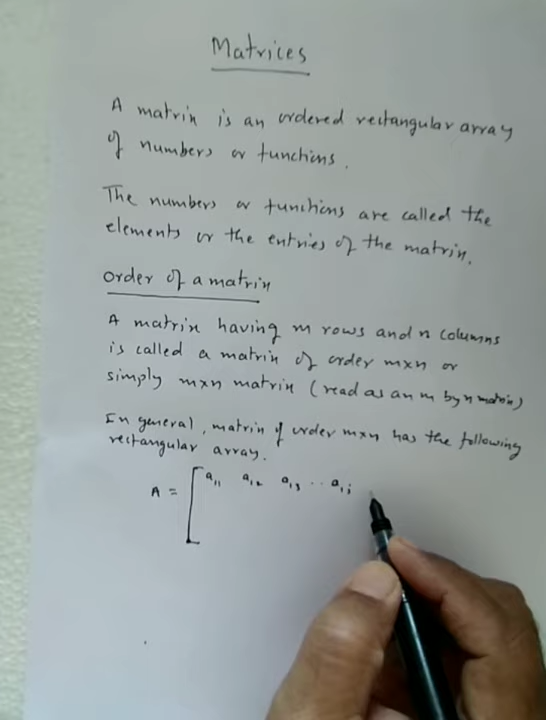 Matrices
A matrix is an ordered rectangular array
of numbers or functions.
The numbers or functions are called the
elements or the entries of the matrix.
Order of a matrix
A matrix having m rows and n columns
is called a matrix of order m×n or
simply m×n matrix (read as an m by n matrix)
In general, matrix of order m×n has the following
rectangular array.
A = [ a₁₁ a₁₂ a₁₃ .. a₁ⱼ